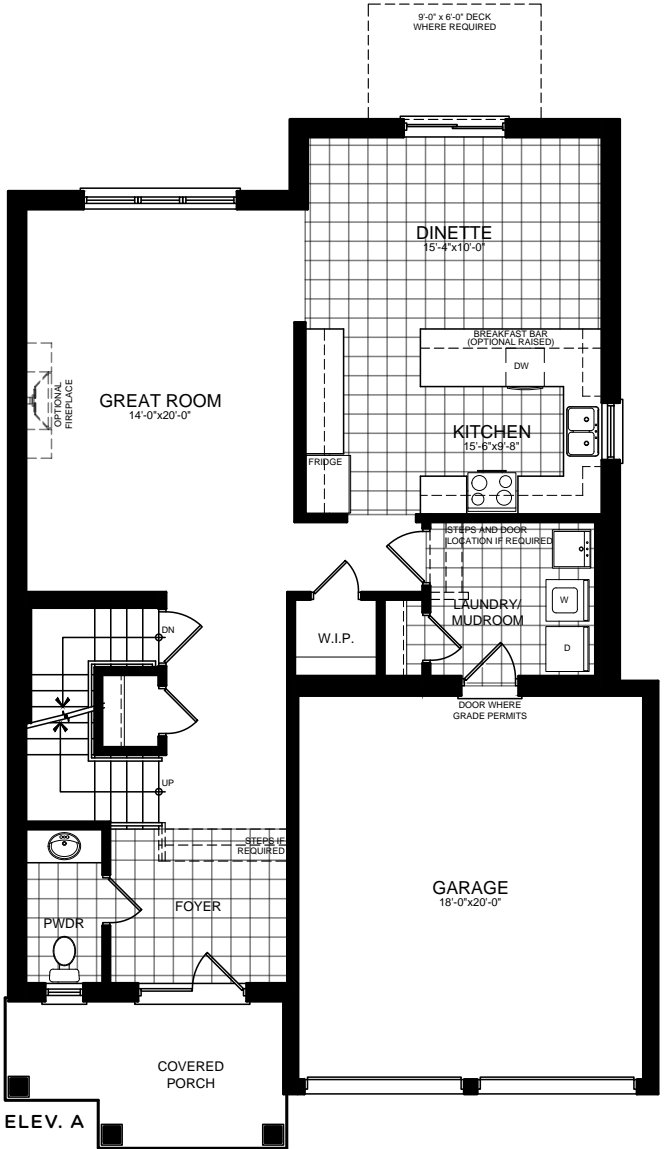 9'-0" x 6'-0" DECK
WHERE REQUIRED
DINETTE
15'-4"x10'-0"
BREAKFAST BAR
(OPTIONAL RAISED)
DW
OPTIONAL
FIREPLACE
GREAT ROOM
14'-0"x20'-0"
KITCHEN
15'-6"x9'-8"
FRIDGE
STEPS AND DOOR
LOCATION IF REQUIRED
W
LAUNDRY/
MUDROOM
W.I.P.
D
DN
DOOR WHERE
GRADE PERMITS
UP
STEPS IF
REQUIRED
GARAGE
18'-0"x20'-0"
FOYER
PWDR
COVERED
PORCH
ELEV. A